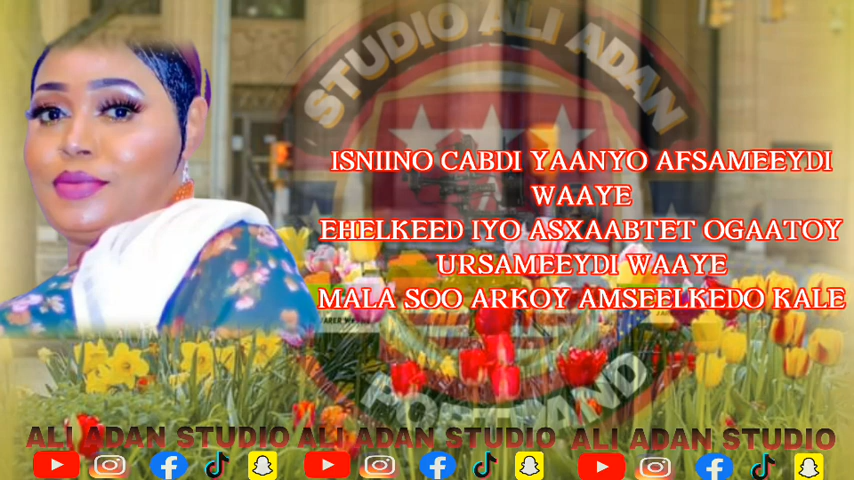 STUDIO ALI ADAN
ISNIINO CABDI YAANYO AFSAMEEYDI
WAAYE
EHELKEED IYO ASXAABTET OGAATOY
URSAMEEYDI WAAYE
MALA SOO ARKOY AMSEELKEDO KALE
ALI ADAN STUDIO ALI ADAN STUDIO ALI ADAN STUDIO